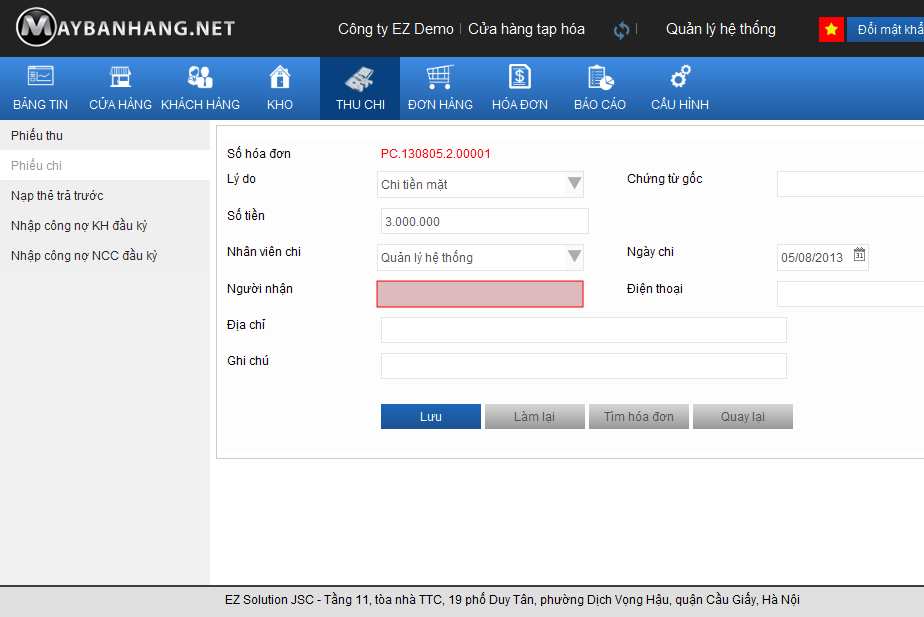 MAYBANHANG.NET Công ty EZ Demo | Cửa hàng tạp hóa | Quản lý hệ thống Đổi mật khẩ
BẢNG TIN CỬA HÀNG KHÁCH HÀNG KHO THU CHI ĐƠN HÀNG HÓA ĐƠN BÁO CÁO CẤU HÌNH
Phiếu thu
Phiếu chi
Nạp thẻ trả trước
Nhập công nợ KH đầu kỳ
Nhập công nợ NCC đầu kỳ
Số hóa đơn PC.130805.2.00001
Lý do Chi tiền mặt Chứng từ gốc
Số tiền 3.000.000
Nhân viên chi Quản lý hệ thống Ngày chi 05/08/2013 31
Người nhận Điện thoại
Địa chỉ
Ghi chú
Lưu Làm lại Tìm hóa đơn Quay lại
EZ Solution JSC - Tầng 11, tòa nhà TTC, 19 phố Duy Tân, phường Dịch Vọng Hậu, quận Cầu Giấy, Hà Nội